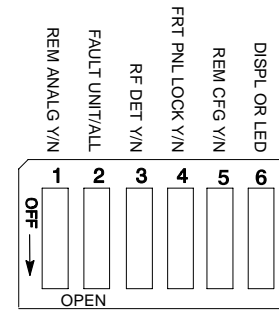 REM ANALG Y/N
FAULT UNIT/ALL
RF DET Y/N
FRT PNL LOCK Y/N
REM CFG Y/N
DISPL OR LED
1 2 3 4 5 6
OFF
OPEN